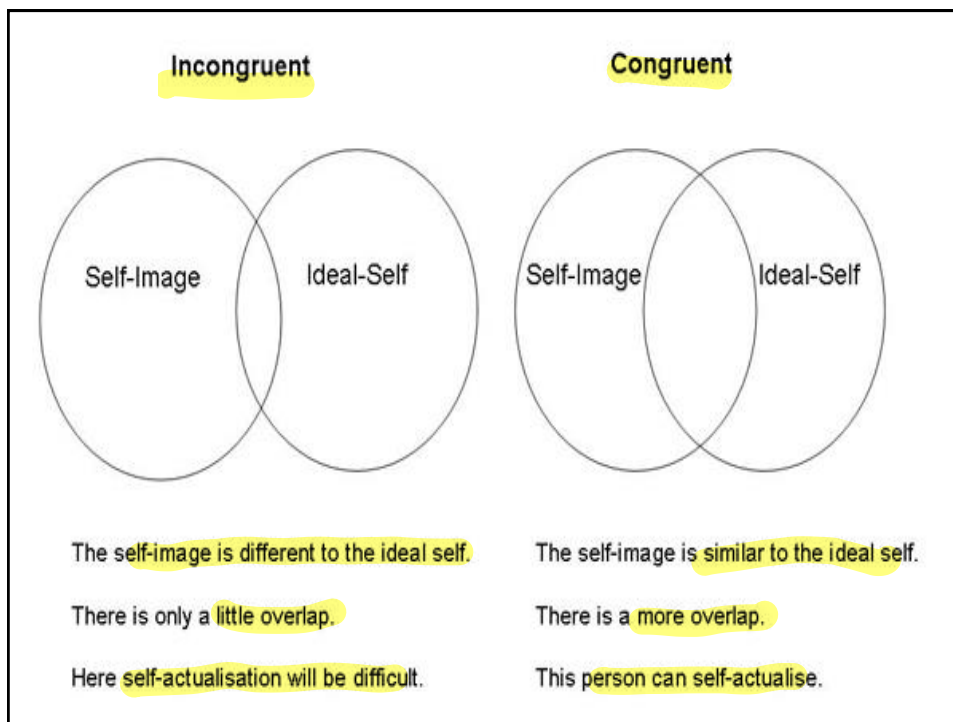 Incongruent
Congruent
Self-Image
Ideal-Self
Self-Image
Ideal-Self
The self-image is different to the ideal self.
There is only a little overlap.
Here self-actualisation will be difficult.
The self-image is similar to the ideal self.
There is a more overlap.
This person can self-actualise.